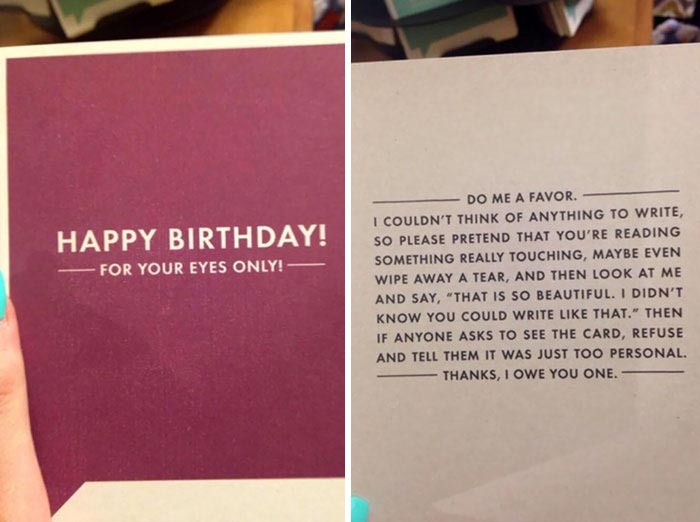 HAPPY BIRTHDAY!
FOR YOUR EYES ONLY!
DO ME A FAVOR.
I COULDN'T THINK OF ANYTHING TO WRITE,
SO PLEASE PRETEND THAT YOU'RE READING
SOMETHING REALLY TOUCHING, MAYBE EVEN
WIPE AWAY A TEAR, AND THEN LOOK AT ME
AND SAY, "THAT IS SO BEAUTIFUL. I DIDN'T
KNOW YOU COULD WRITE LIKE THAT." THEN
IF ANYONE ASKS TO SEE THE CARD, REFUSE
AND TELL THEM IT WAS JUST TOO PERSONAL.
THANKS, I OWE YOU ONE.